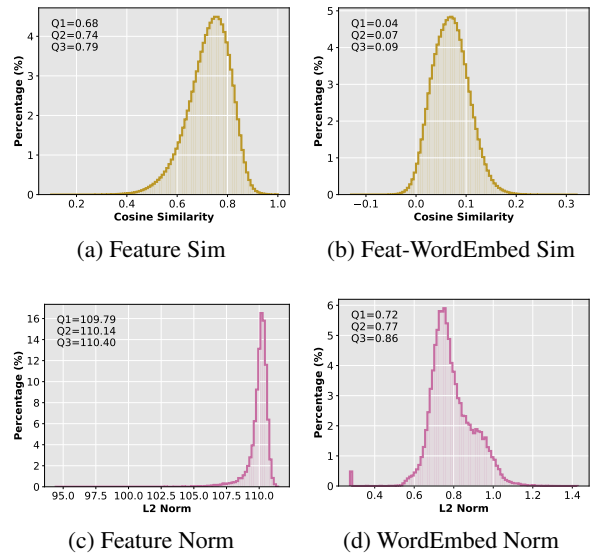 Q1=0.68
Q2=0.74
Q3=0.79
Percentage (%)
4
3
2
1
0
0.2 0.4 0.6 0.8 1.0
Cosine Similarity
(a) Feature Sim
Q1=0.04
Q2=0.07
Q3=0.09
Percentage (%)
5
4
3
2
1
0
−0.1 0.0 0.1 0.2 0.3
Cosine Similarity
(b) Feat-WordEmbed Sim
Q1=109.79
Q2=110.14
Q3=110.40
Percentage (%)
16
14
12
10
8
6
4
2
0
95.0 97.5 100.0 102.5 105.0 107.5 110.0
L2 Norm
(c) Feature Norm
Q1=0.72
Q2=0.77
Q3=0.86
Percentage (%)
6
5
4
3
2
1
0
0.4 0.6 0.8 1.0 1.2 1.4
L2 Norm
(d) WordEmbed Norm